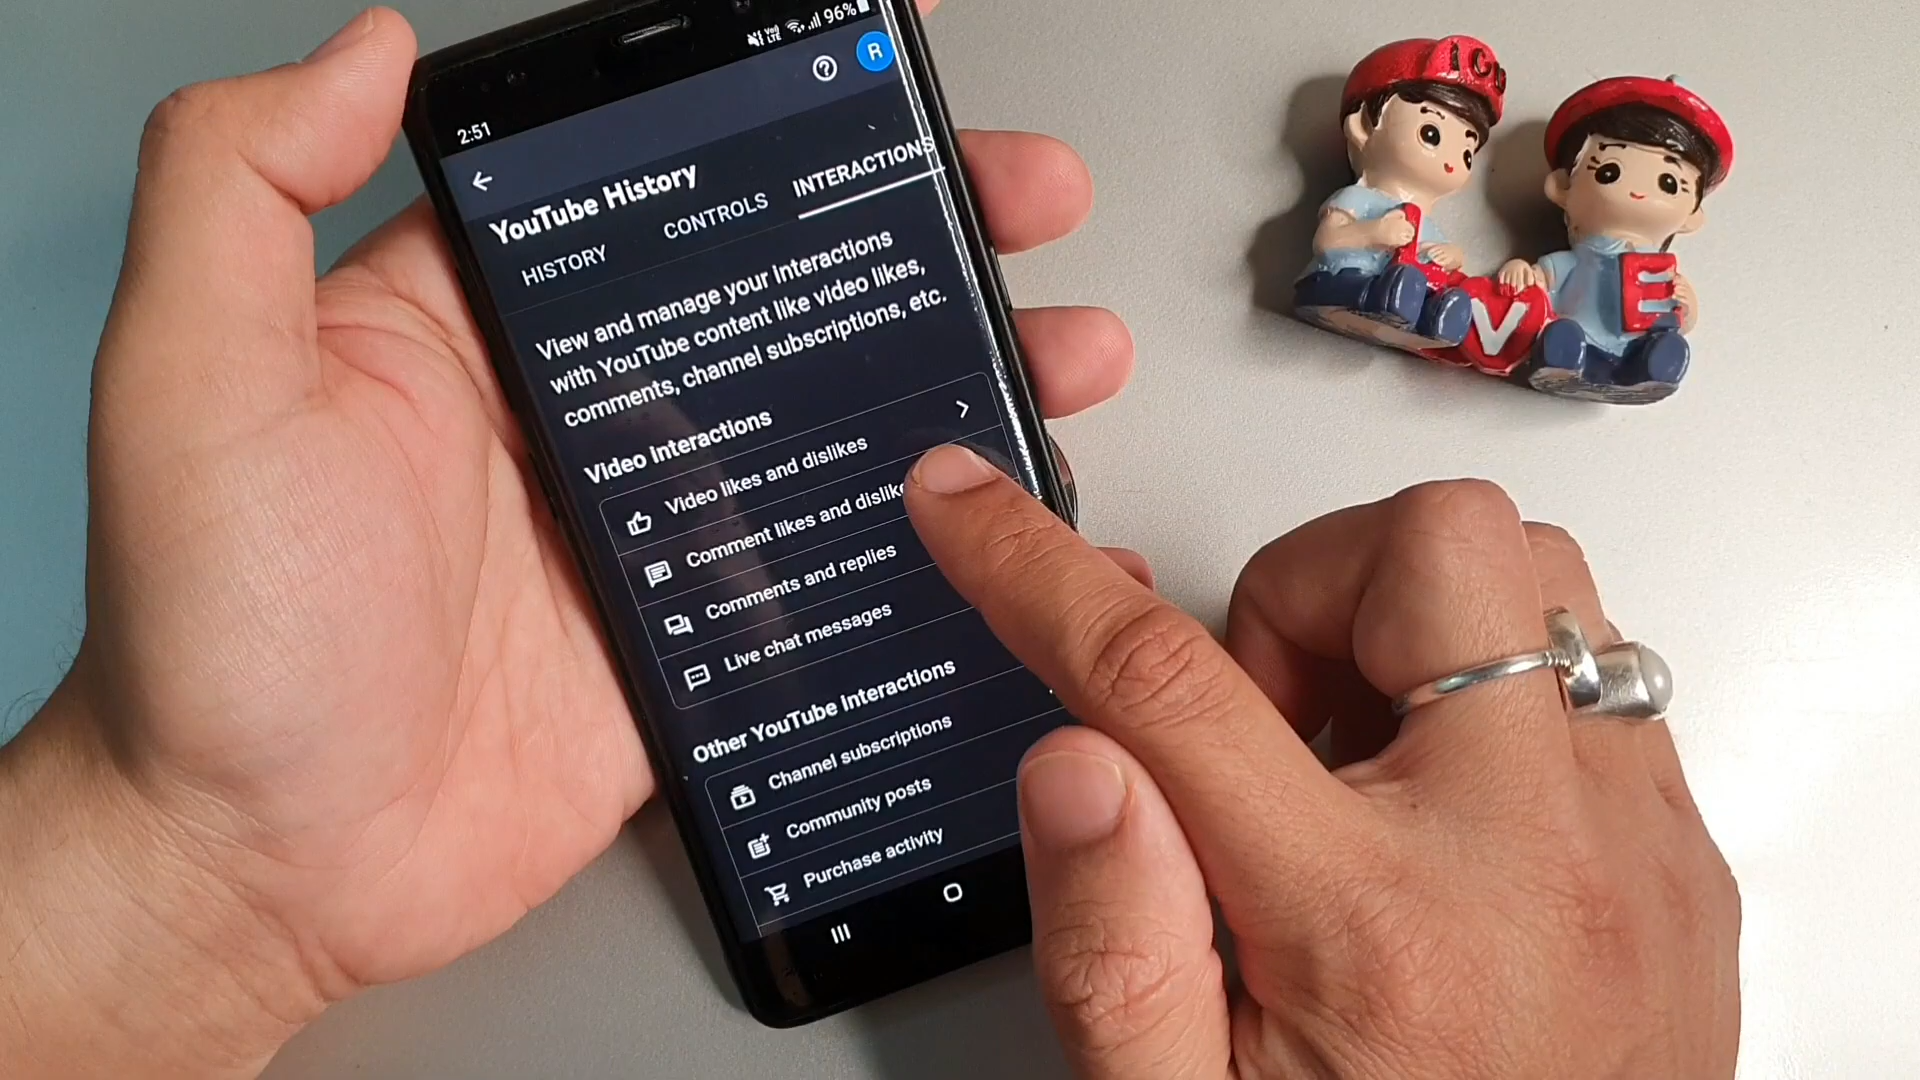 2:51
Vo)
LTE
96%
R
YouTube History
HISTORY
CONTROLS
INTERACTIONS
View and manage your interactions
with YouTube content like video likes,
comments, channel subscriptions, etc.
Video interactions
Video likes and dislikes
Comment likes and dislike
Comments and replies
Live chat messages
Other YouTube Interactions
Channel subscriptions
Community posts
Purchase activity
L
V
E